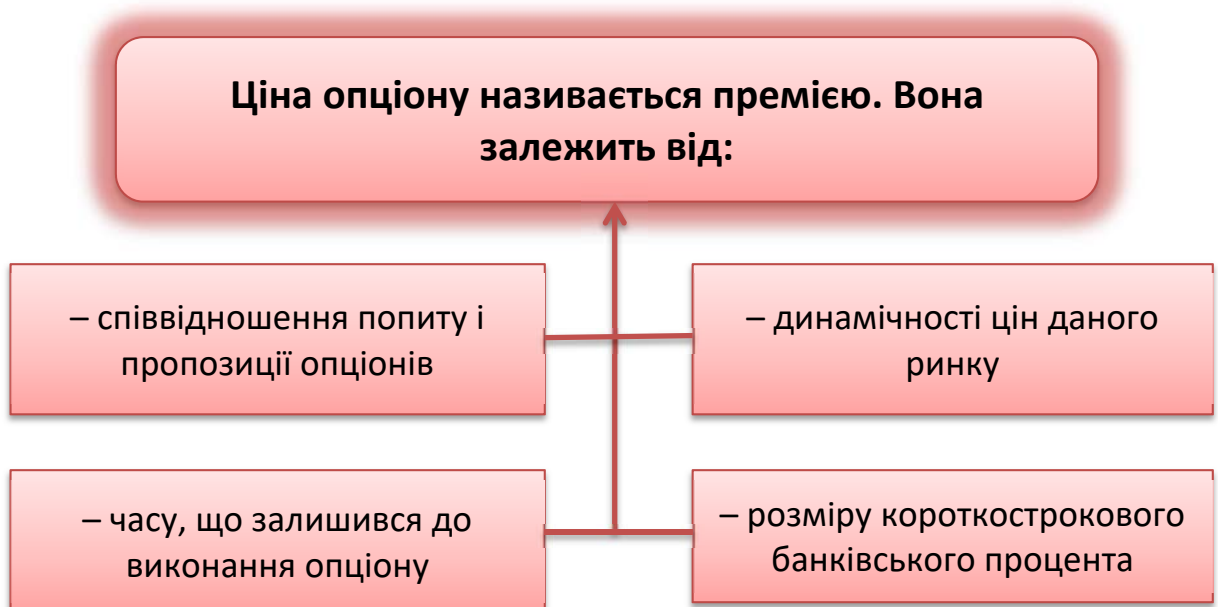 Ціна опціону називається премією. Вона
залежить від:
– співвідношення попиту і
пропозиції опціонів
– динамічності цін даного
ринку
– часу, що залишився до
виконання опціону
– розміру короткострокового
банківського процента